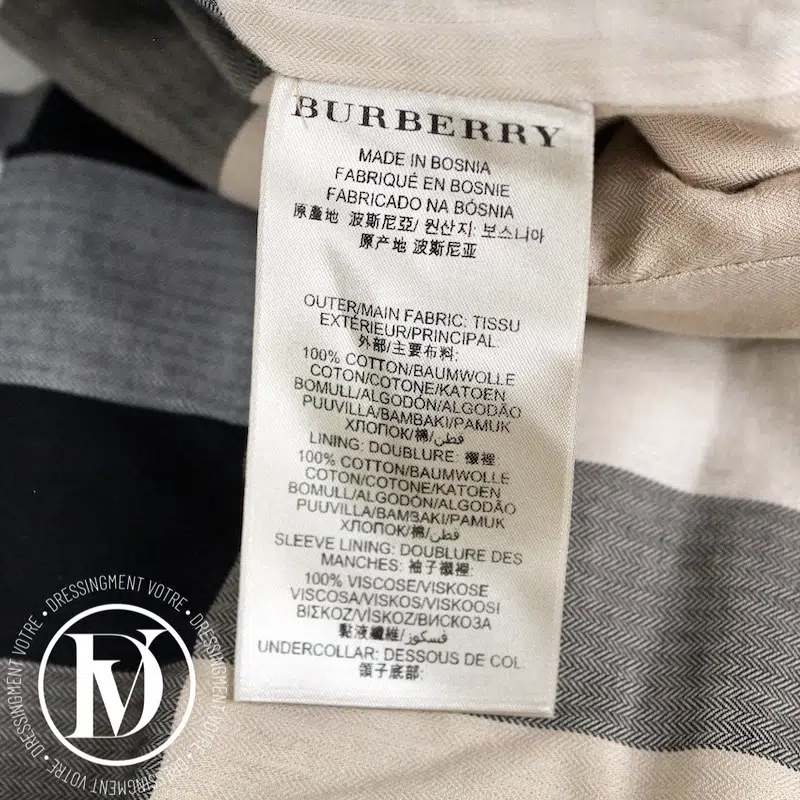 BURBERRY
MADE IN BOSNIA
FABRIQUÉ EN BOSNIE
FABRICADO NA BÓSNIA
原產地 波斯尼亞/ 원산지: 보스니아
原产地 波斯尼亚
OUTER/MAIN FABRIC: TISSU
EXTÉRIEUR/PRINCIPAL:
外部/主要布料:
100% COTTON/BAUMWOLLE
COTON/COTONE/KATOEN
BOMULL/ALGODÓN/ALGODÃO
PUUVILLA/BAMBAKI/PAMUK
ХЛОПОК/棉/قطن
LINING: DOUBLURE: 襯裡
100% COTTON/BAUMWOLLE
COTON/COTONE/KATOEN
BOMULL/ALGODÓN/ALGODÃO
PUUVILLA/BAMBAKI/PAMUK
ХЛОПОК/棉/قطن
SLEEVE LINING: DOUBLURE DES
MANCHES: 袖子襯裡:
100% VISCOSE/VISKOSE
VISCOSA/VISKOS/VISKOOSI
ΒΙΣΚΟΖ/VİSKOZ/ВИСКОЗА
黏液纖維/فسكوز
UNDERCOLLAR: DESSOUS DE COL
領子底部:
DV
• DRESSINGMENT VOTRE • DRESSINGMENT VOTRE • DRESSINGMENT VOTRE • DRESSINGMENT VOTRE